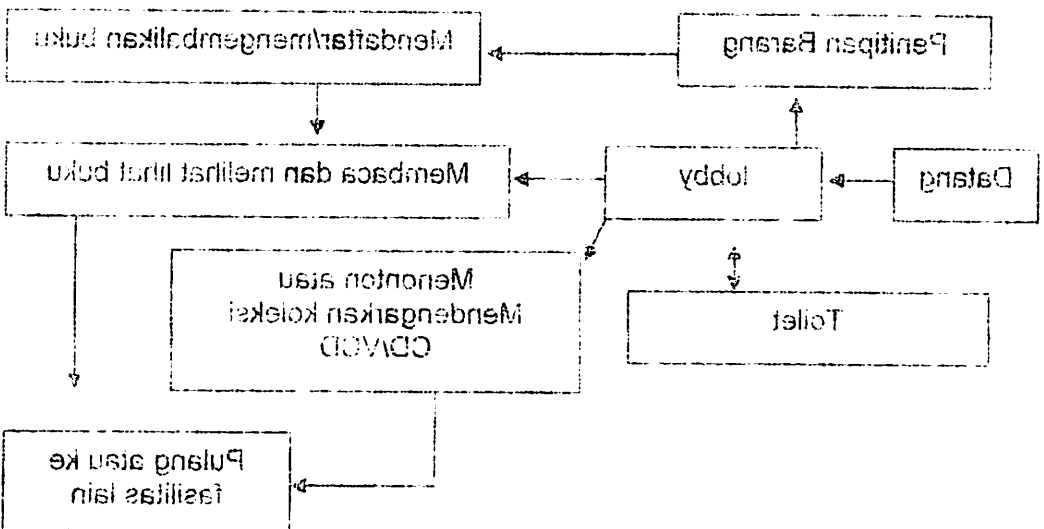 Penitipan Barang
Mendaftar/mengembalikan buku
Datang
lobby
Membaca dan melihat lihat buku
Toilet
Menonton atau
Mendengarkan koleksi
CD/VCD
Pulang atau ke
fasilitas lain